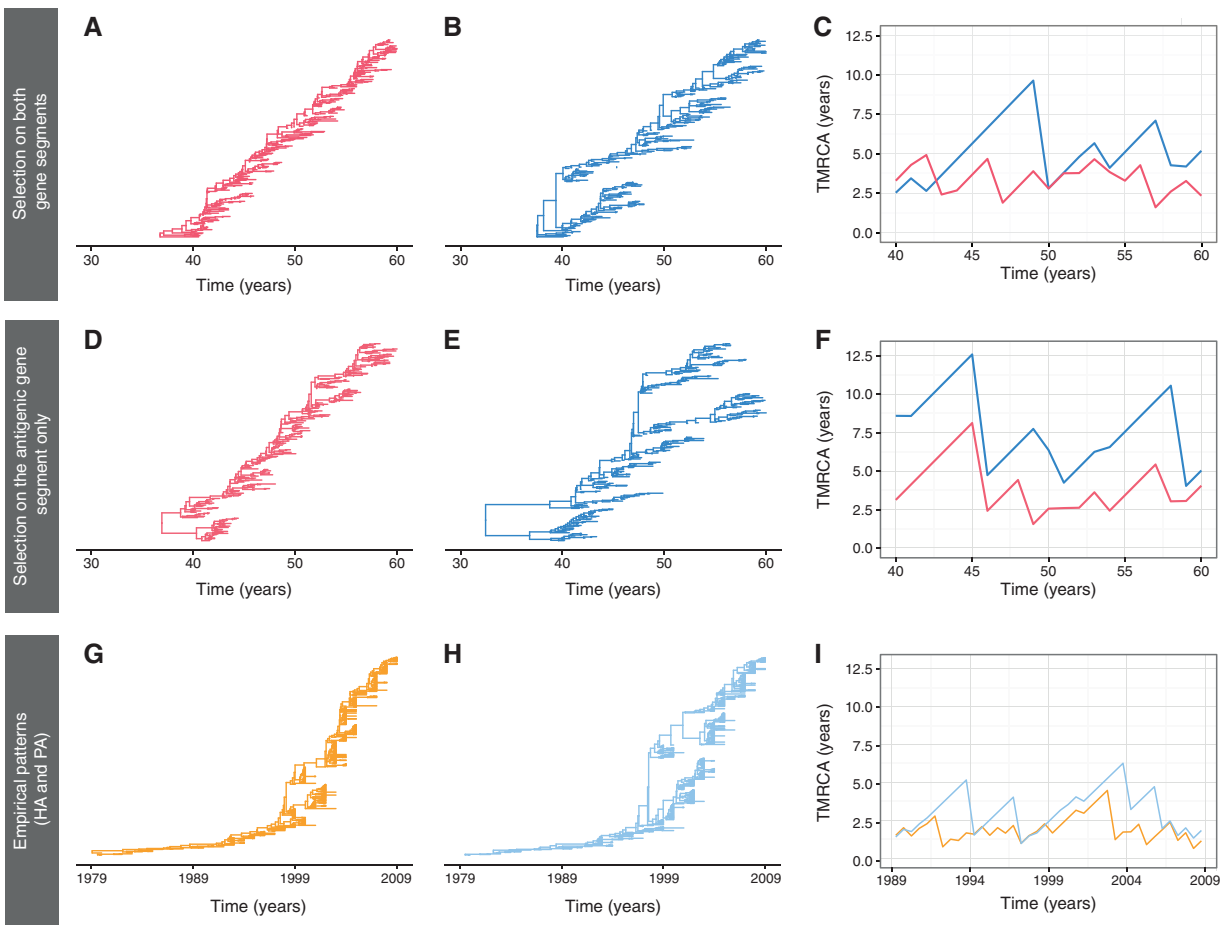 Selection on both
gene segments
A
30
40
50
60
Time (years)
B
30
40
50
60
Time (years)
C
TMRCA (years)
12.5
10.0
7.5
5.0
2.5
0.0
40
45
50
55
60
Time (years)
Selection on the antigenic gene
segment only
D
30
40
50
60
Time (years)
E
30
40
50
60
Time (years)
F
TMRCA (years)
12.5
10.0
7.5
5.0
2.5
0.0
40
45
50
55
60
Time (years)
Empirical patterns
(HA and PA)
G
1979
1989
1999
2009
Time (years)
H
1979
1989
1999
2009
Time (years)
I
TMRCA (years)
12.5
10.0
7.5
5.0
2.5
0.0
1989
1994
1999
2004
2009
Time (years)